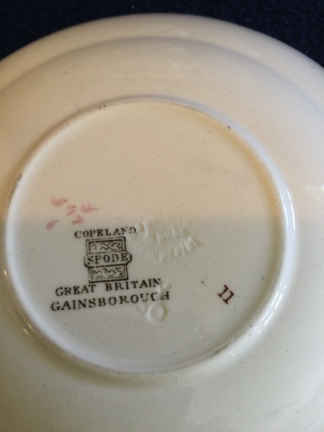 COPELAND
SPODE
GREAT BRITAIN
GAINSBOROUGH
11